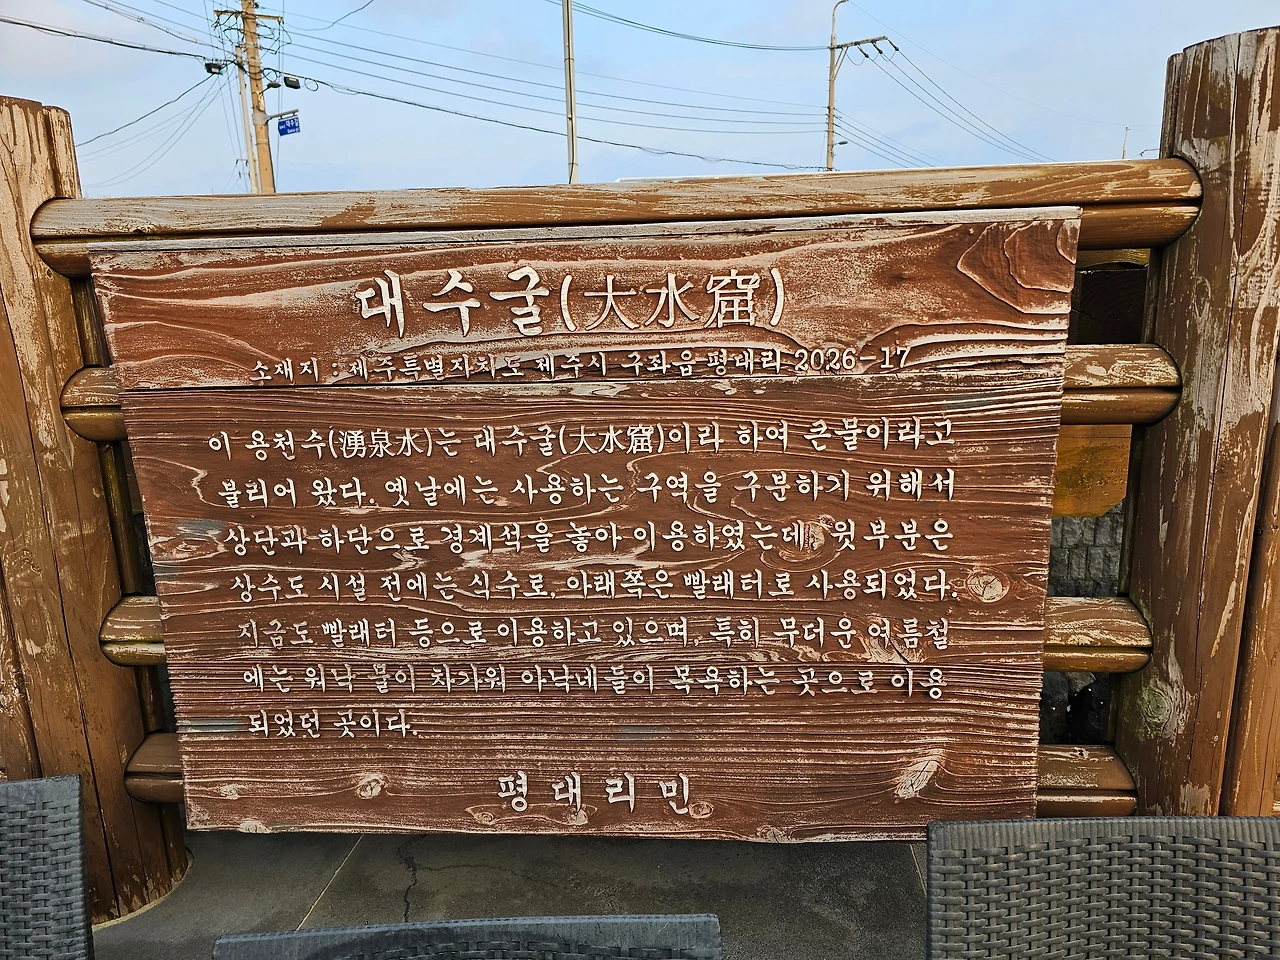 대수굴(大水窟)
소재지 : 제주특별자치도 제주시 구좌읍 평대리 2026-17
이 용천수(湧泉水)는 대수굴(大水窟)이라 하여 큰물이라고
불리어 왔다. 옛날에는 사용하는 구역을 구분하기 위해서
상단과 하단으로 경계석을 놓아 이용하였는데, 윗부분은
상수도 시설 전에는 식수로, 아래쪽은 빨래터로 사용되었다.
지금도 빨래터 등으로 이용하고 있으며, 특히 무더운 여름철
에는 워낙 물이 차가워 아낙네들이 목욕하는 곳으로 이용
되었던 곳이다.
평대리민